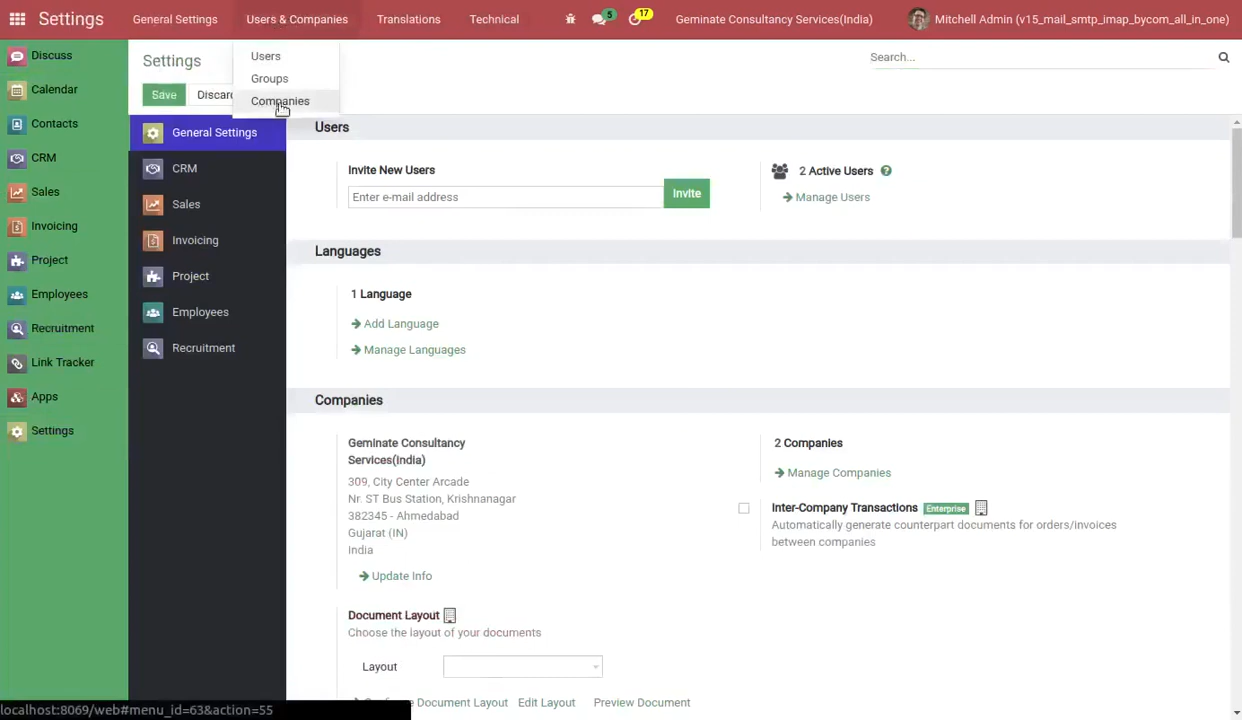 Settings
General Settings
Users & Companies
Translations
Technical
5
17
Geminate Consultancy Services(India)
Mitchell Admin (v15_mail_smtp_imap_bycom_all_in_one)
Discuss
Calendar
Contacts
CRM
Sales
Invoicing
Project
Employees
Recruitment
Link Tracker
Apps
Settings
Settings
Search...
Save
Users
Groups
Companies
General Settings
CRM
Sales
Invoicing
Project
Employees
Recruitment
Users
Invite New Users
Enter e-mail address
Invite
2 Active Users
Manage Users
Languages
1 Language
Add Language
Manage Languages
Companies
Geminate Consultancy
Services(India)
309, City Center Arcade
Nr. ST Bus Station, Krishnanagar
382345 - Ahmedabad
Gujarat (IN)
India
Update Info
2 Companies
Manage Companies
Inter-Company Transactions Enterprise
Automatically generate counterpart documents for orders/invoices
between companies
Document Layout
Choose the layout of your documents
Layout
Document Layout
Edit Layout
Preview Document
localhost:8069/web#menu_id=63&action=55